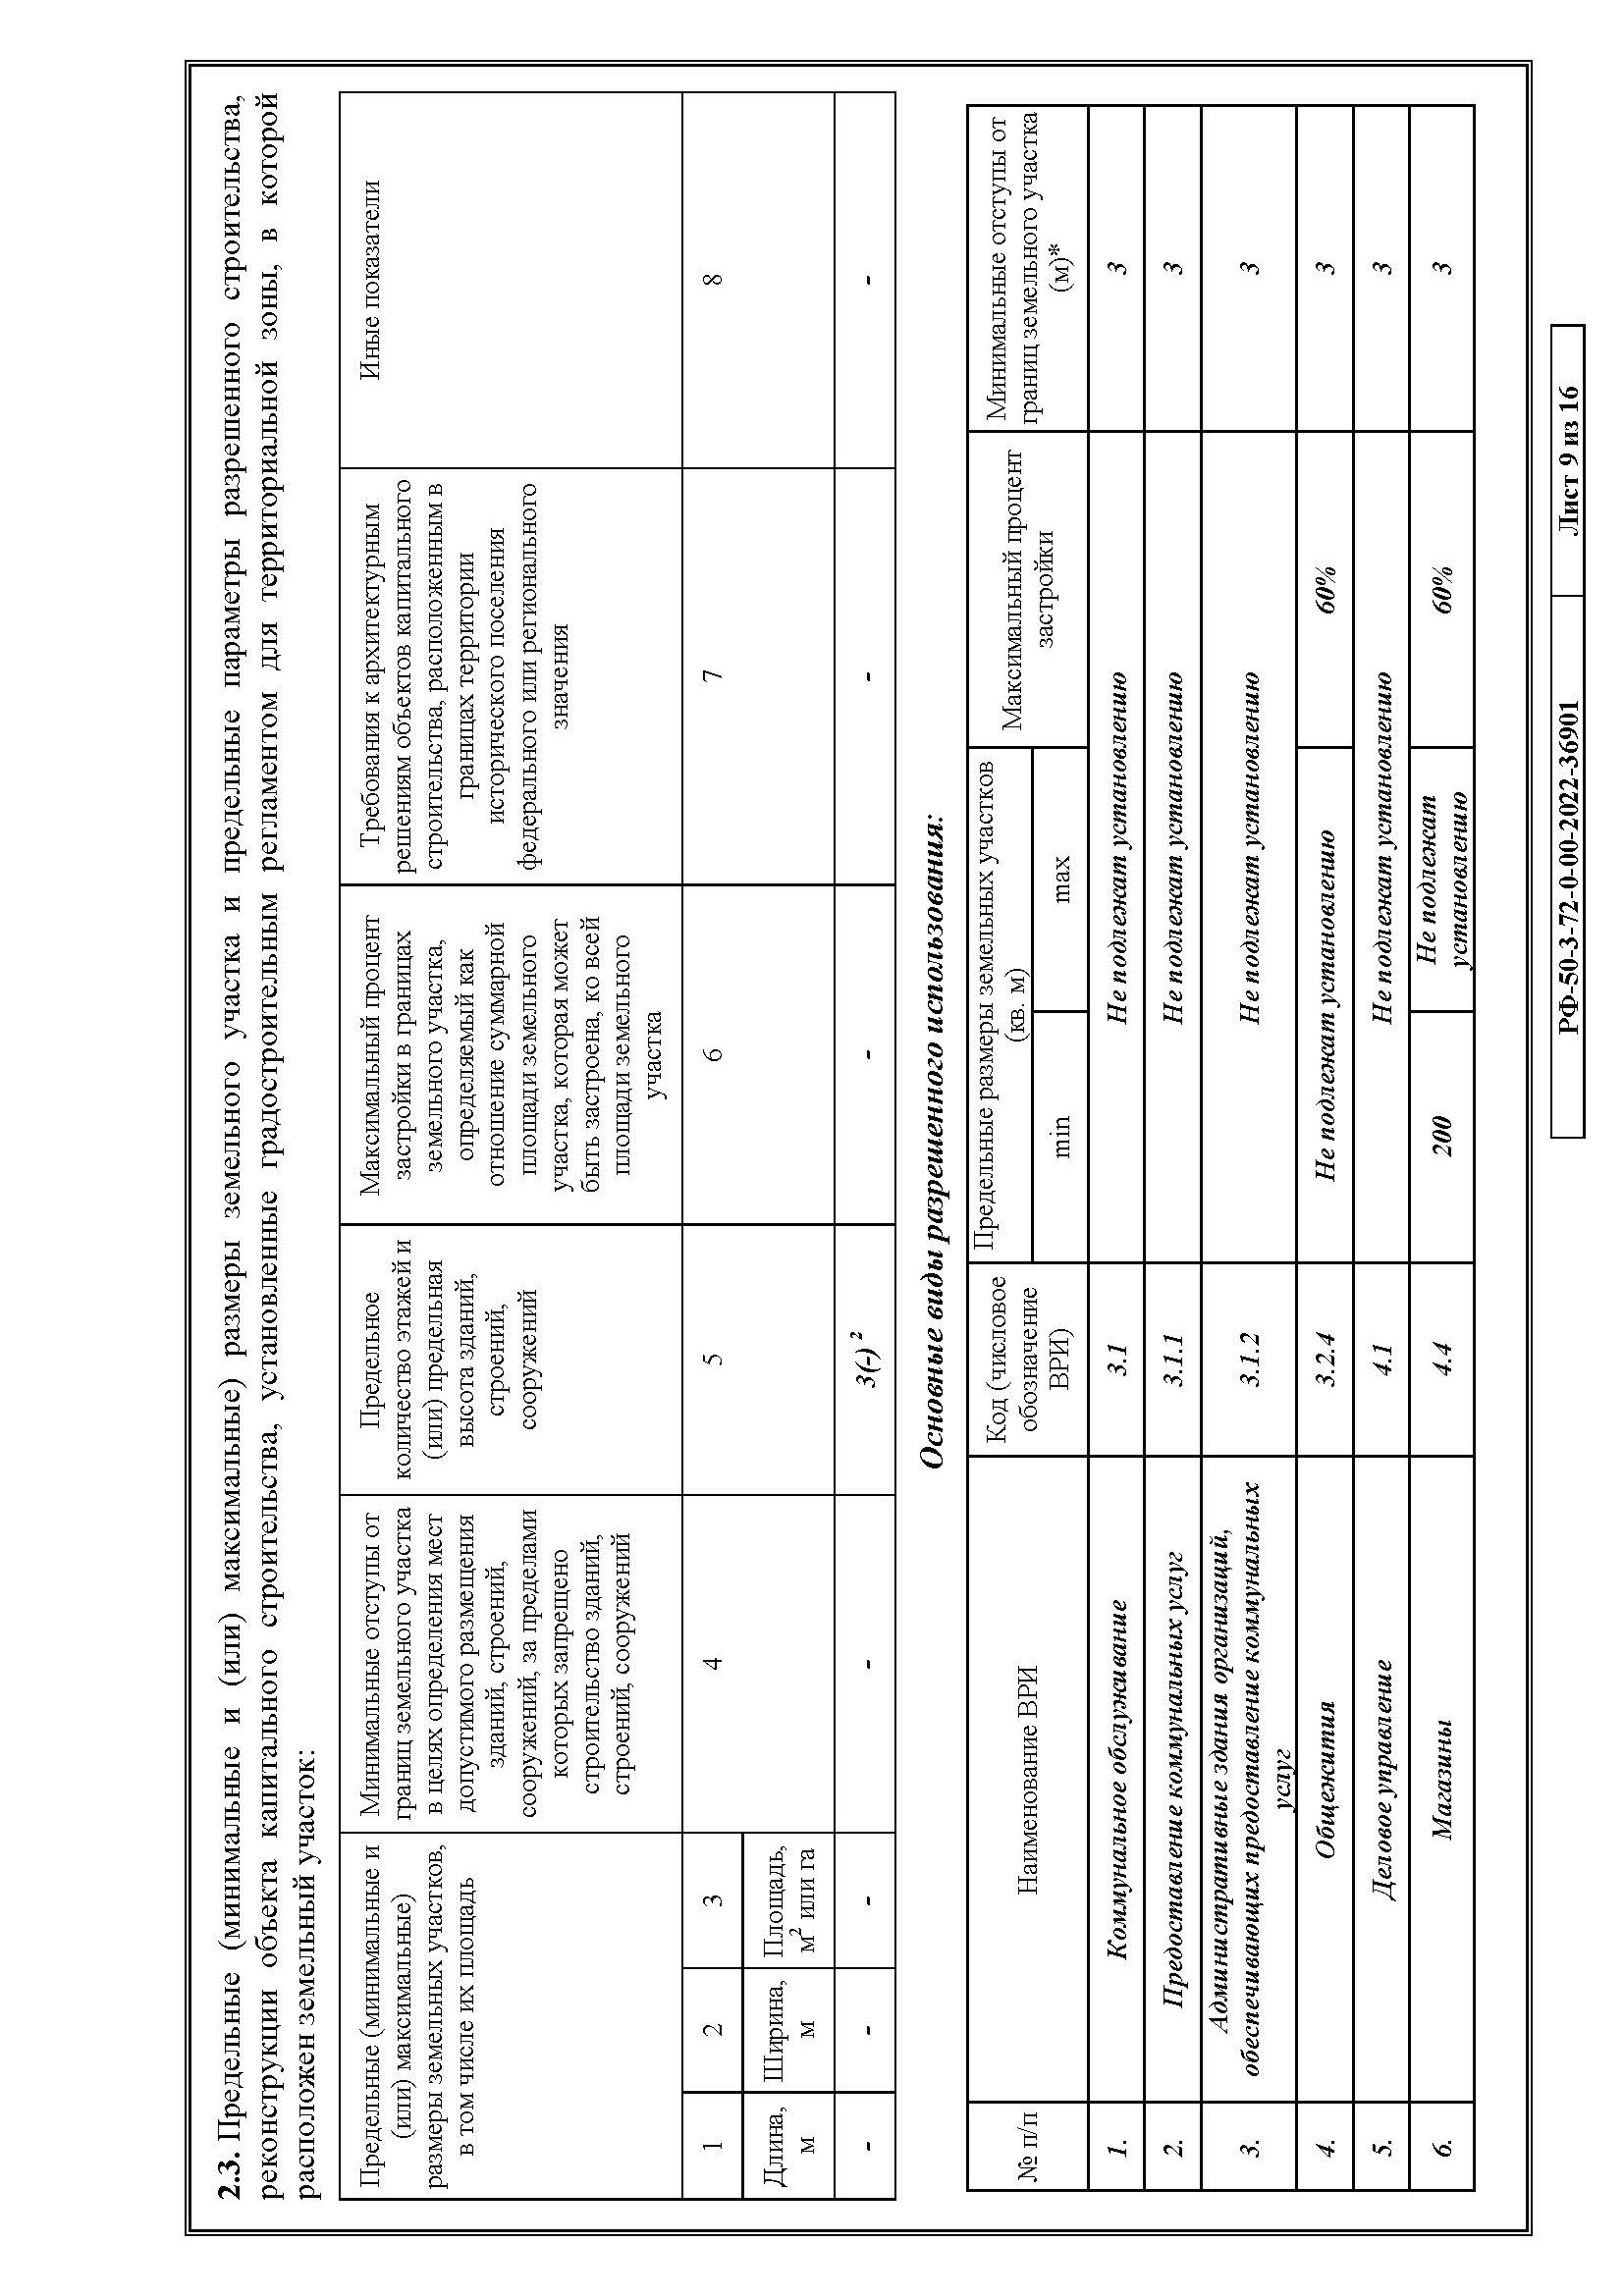 2.3. Предельные (минимальные и (или) максимальные) размеры земельного участка и предельные параметры разрешенного строительства,
реконструкции объекта капитального строительства, установленные градостроительным регламентом для территориальной зоны, в которой
расположен земельный участок:
Предельные (минимальные и
(или) максимальные)
размеры земельных участков,
в том числе их площадь
Минимальные отступы от
границ земельного участка
в целях определения мест
допустимого размещения
зданий, строений,
сооружений, за пределами
которых запрещено
строительство зданий,
строений, сооружений
Предельное
количество этажей и
(или) предельная
высота зданий,
строений,
сооружений
Максимальный процент
застройки в границах
земельного участка,
определяемый как
отношение суммарной
площади земельного
участка, которая может
быть застроена, ко всей
площади земельного
участка
Требования к архитектурным
решениям объектов капитального
строительства, расположенным в
границах территории
исторического поселения
федерального или регионального
значения
Иные показатели
1 2 3 4 5 6 7 8
Длина,
м
Ширина,
м
Площадь,
м2 или га
- - - - 3(-) 2 - - -
Основные виды разрешенного использования:
№ п/п
Наименование ВРИ
Код (числовое
обозначение
ВРИ)
Предельные размеры земельных участков
(кв. м)
min max
Максимальный процент
застройки
Минимальные отступы от
границ земельного участка
(м)*
1. Коммунальное обслуживание 3.1 Не подлежат установлению 3
2. Предоставление коммунальных услуг 3.1.1 Не подлежат установлению 3
3. Административные здания организаций,
обеспечивающих предоставление коммунальных
услуг
3.1.2 Не подлежат установлению 3
4. Общежития 3.2.4 Не подлежат установлению 60% 3
5. Деловое управление 4.1 Не подлежат установлению 3
6. Магазины 4.4 200 Не подлежат
установлению
60% 3
РФ-50-3-72-0-00-2022-36901 Лист 9 из 16